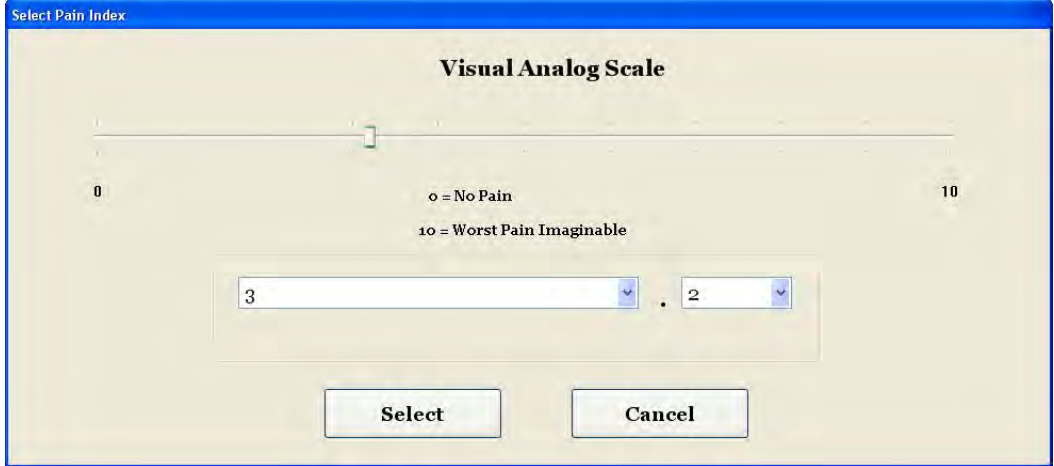 Select Pain Index
Visual Analog Scale
0 10
0 = No Pain
10 = Worst Pain Imaginable
3 . 2
Select Cancel